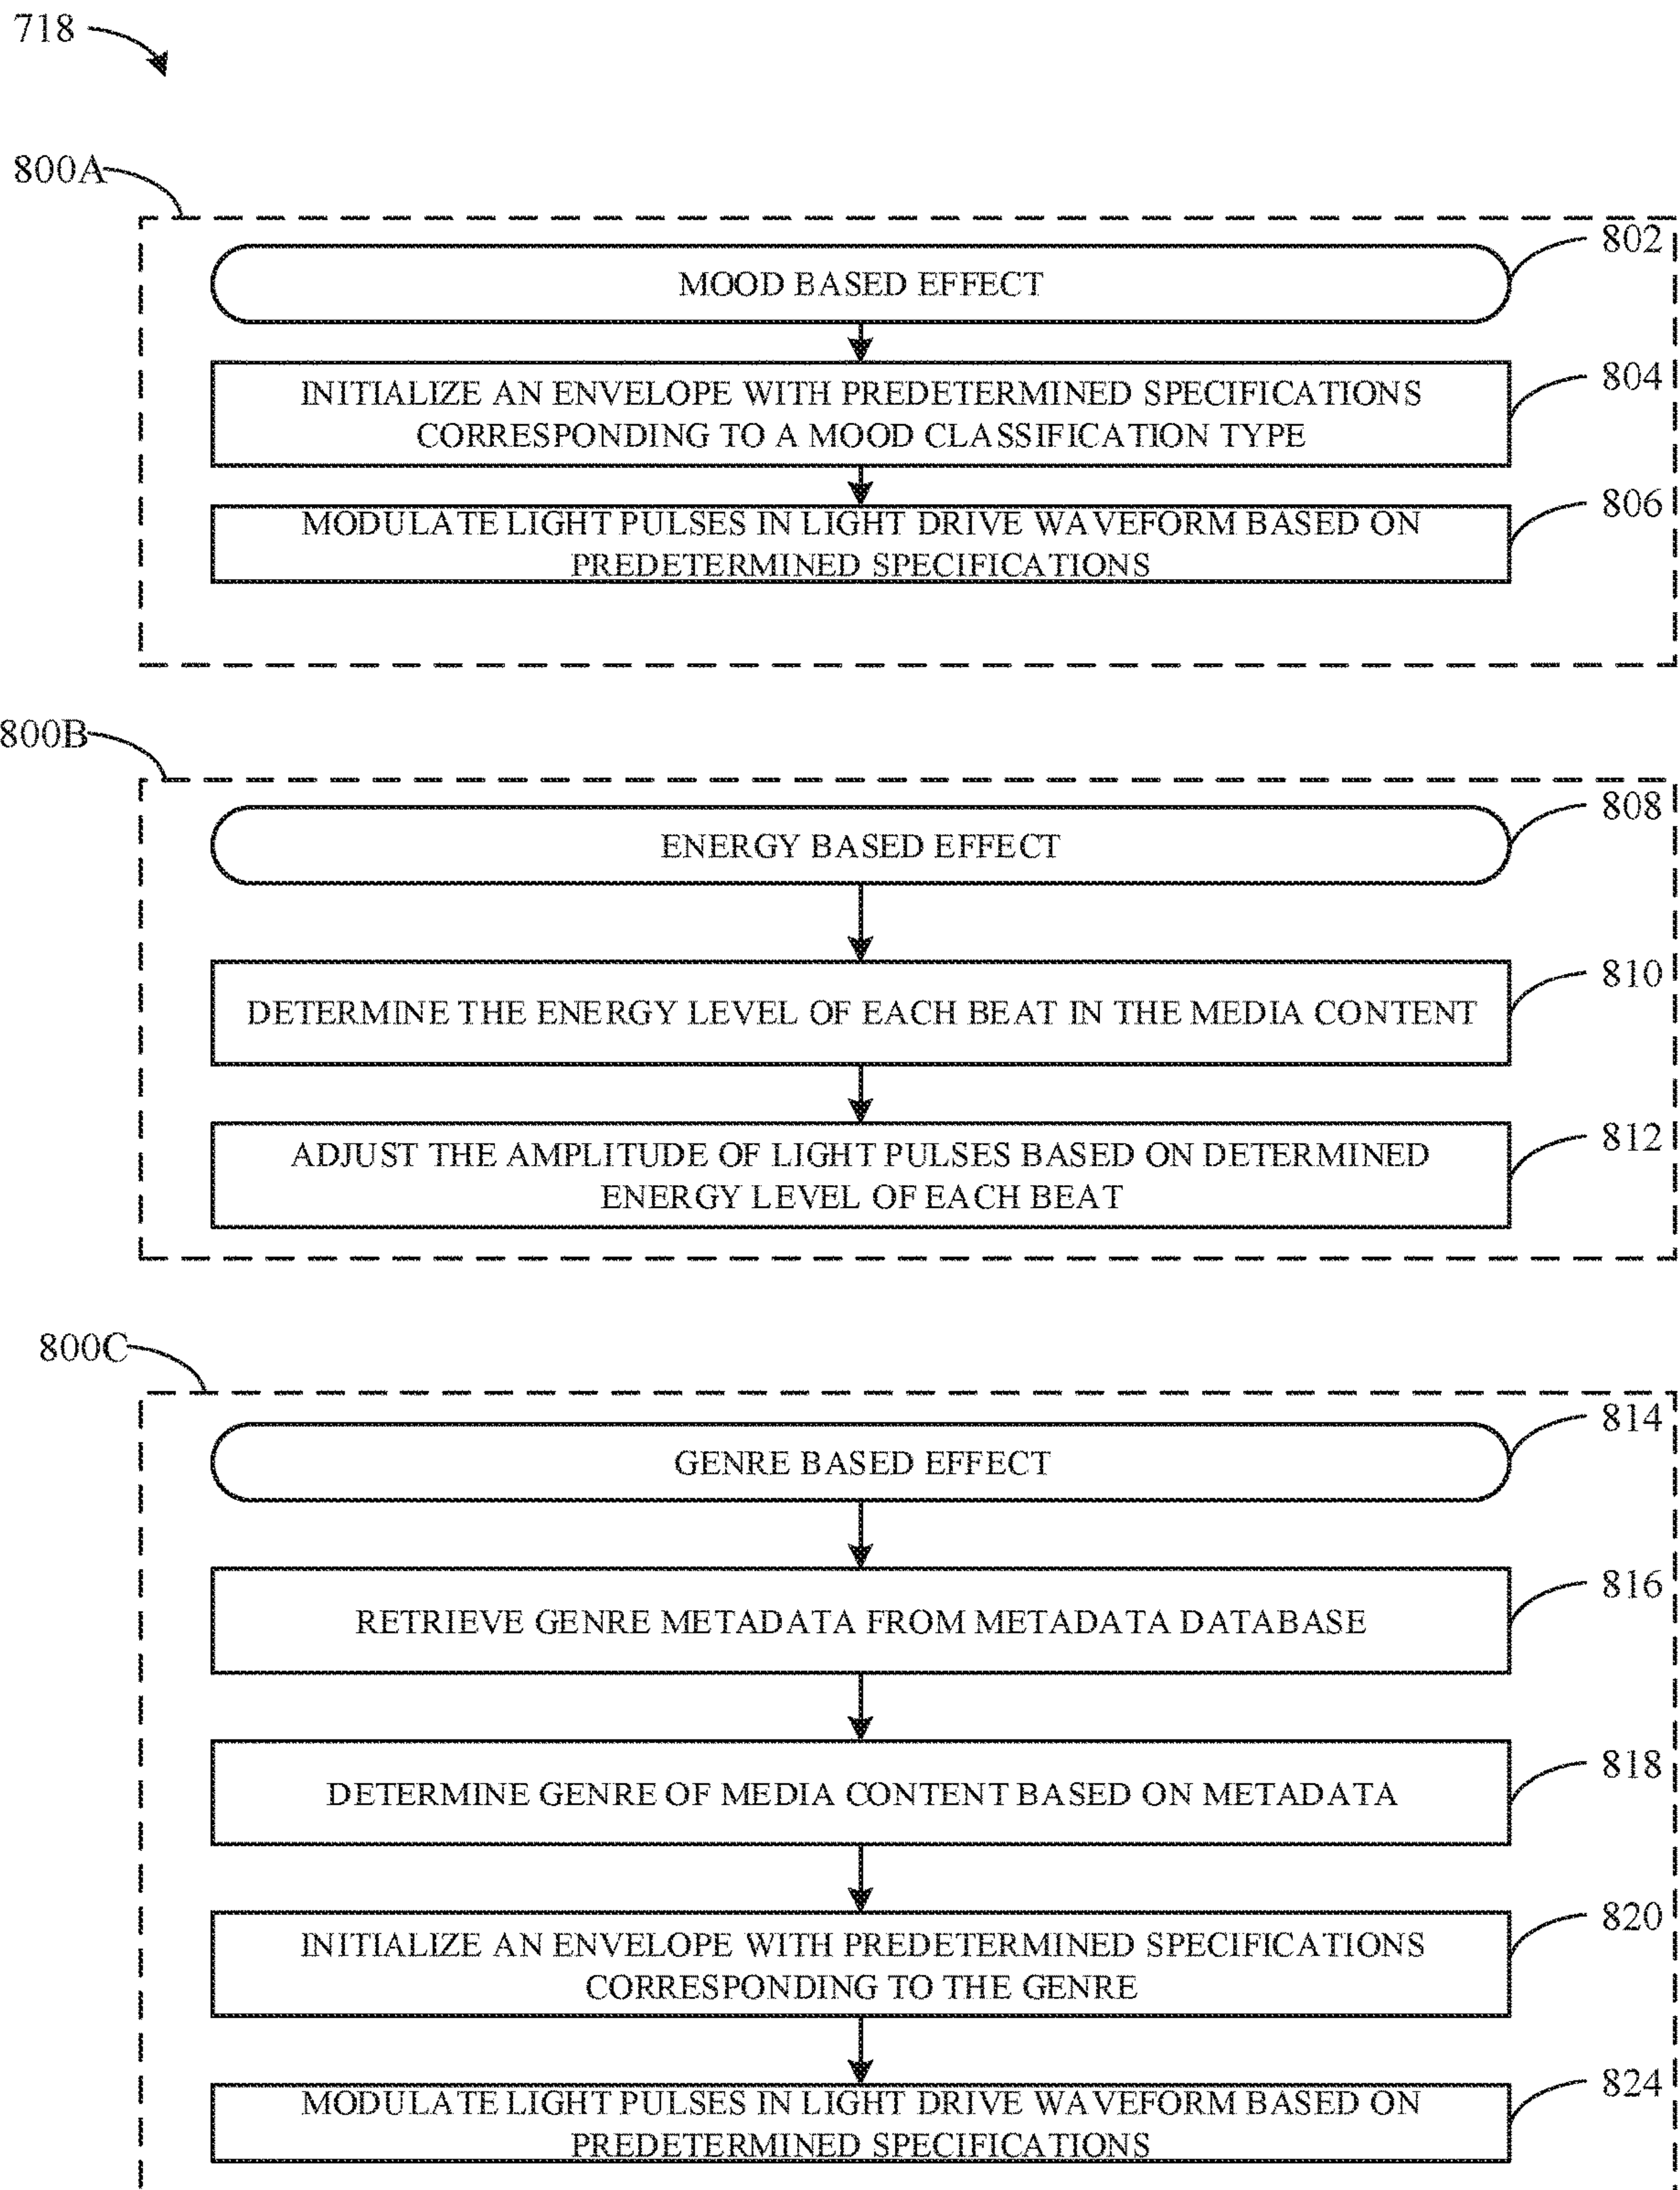 718
800A
802
MOOD BASED EFFECT
804
INITIALIZE AN ENVELOPE WITH PREDETERMINED SPECIFICATIONS
CORRESPONDING TO A MOOD CLASSIFICATION TYPE
806
MODULATE LIGHT PULSES IN LIGHT DRIVE WAVEFORM BASED ON
PREDETERMINED SPECIFICATIONS
800B
808
ENERGY BASED EFFECT
810
DETERMINE THE ENERGY LEVEL OF EACH BEAT IN THE MEDIA CONTENT
812
ADJUST THE AMPLITUDE OF LIGHT PULSES BASED ON DETERMINED
ENERGY LEVEL OF EACH BEAT
800C
814
GENRE BASED EFFECT
816
RETRIEVE GENRE METADATA FROM METADATA DATABASE
818
DETERMINE GENRE OF MEDIA CONTENT BASED ON METADATA
820
INITIALIZE AN ENVELOPE WITH PREDETERMINED SPECIFICATIONS
CORRESPONDING TO THE GENRE
824
MODULATE LIGHT PULSES IN LIGHT DRIVE WAVEFORM BASED ON
PREDETERMINED SPECIFICATIONS